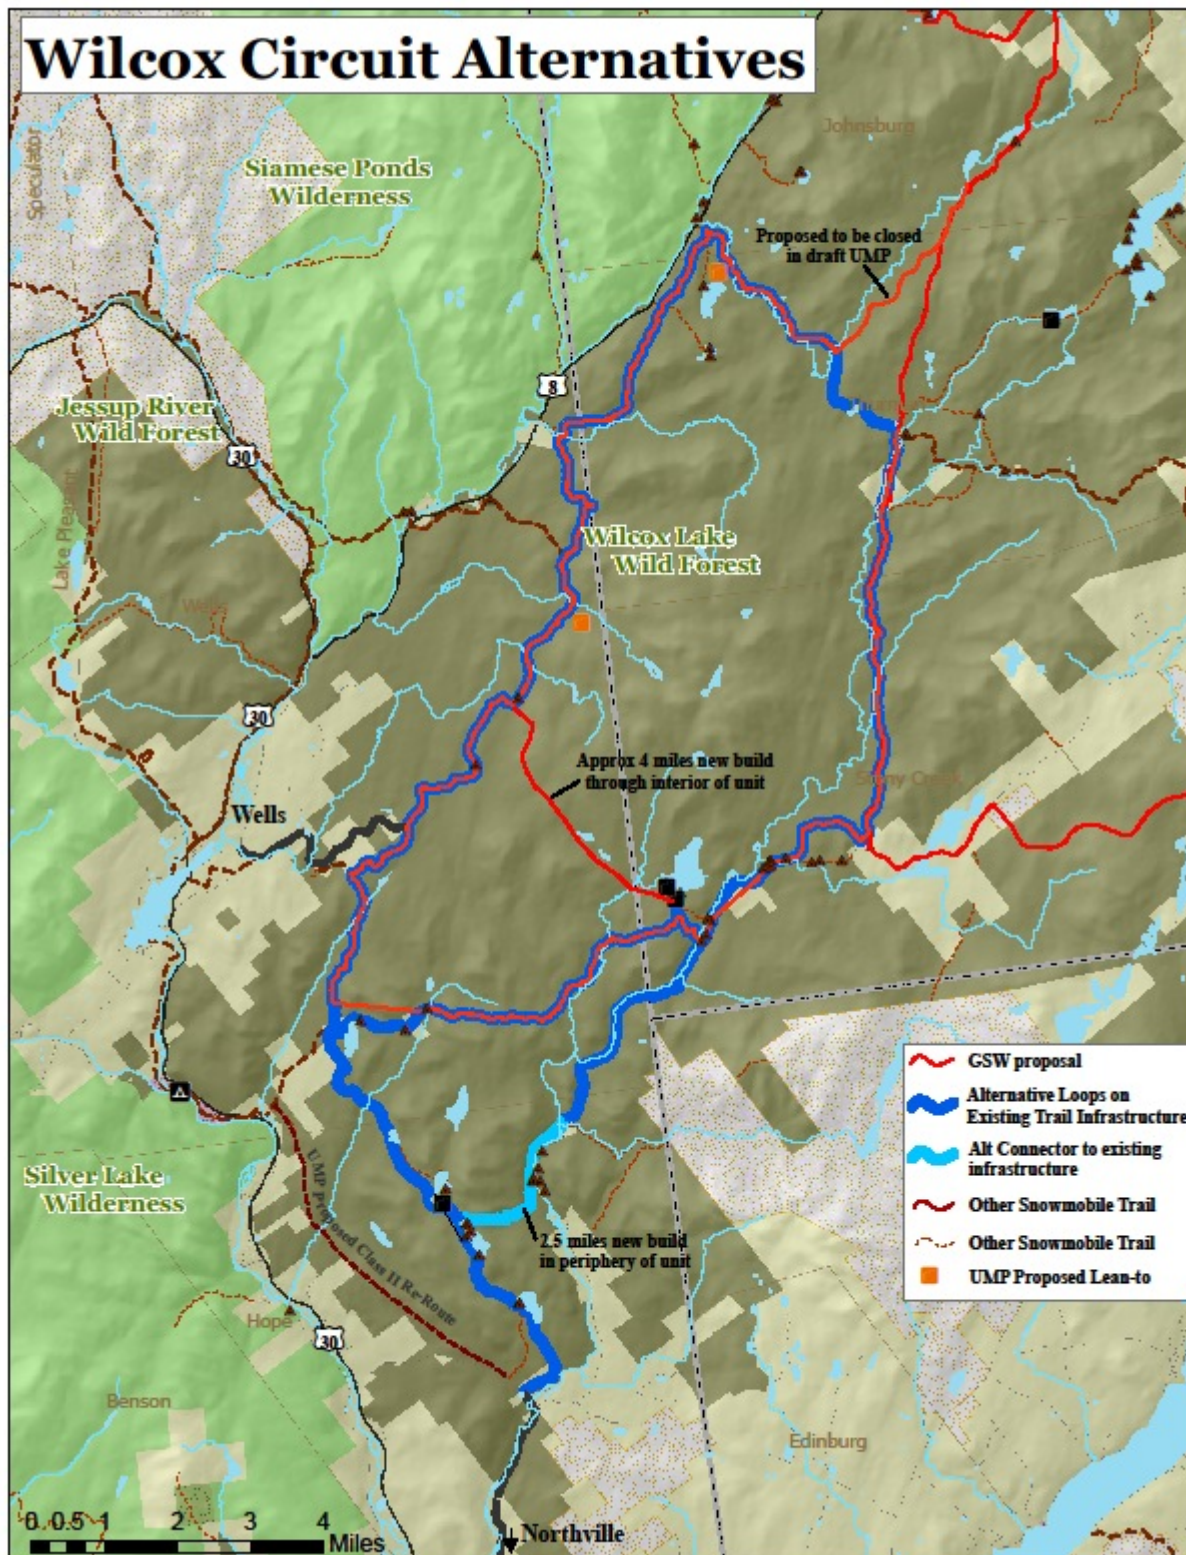 Wilcox Circuit Alternatives
Johnsburg
Speculator
Siamese Ponds
Wilderness
Proposed to be closed
in draft UMP
8
Jessup River
Wild Forest
30
Lake Pleasant
Wilcox Lake
Wild Forest
Wells
30
Approx 4 miles new build
through interior of unit
Stony Creek
Wells
GSW proposal
Alternative Loops on
Existing Trail Infrastructure
Alt Connector to existing
infrastructure
Other Snowmobile Trail
Other Snowmobile Trail
UMP Proposed Lean-to
Silver Lake
Wilderness
UMP proposed Class II Re-Route
2.5 miles new build
in periphery of unit
Hope
30
Benson
Edinburg
0 0.5 1 2 3 4
Miles
Northville